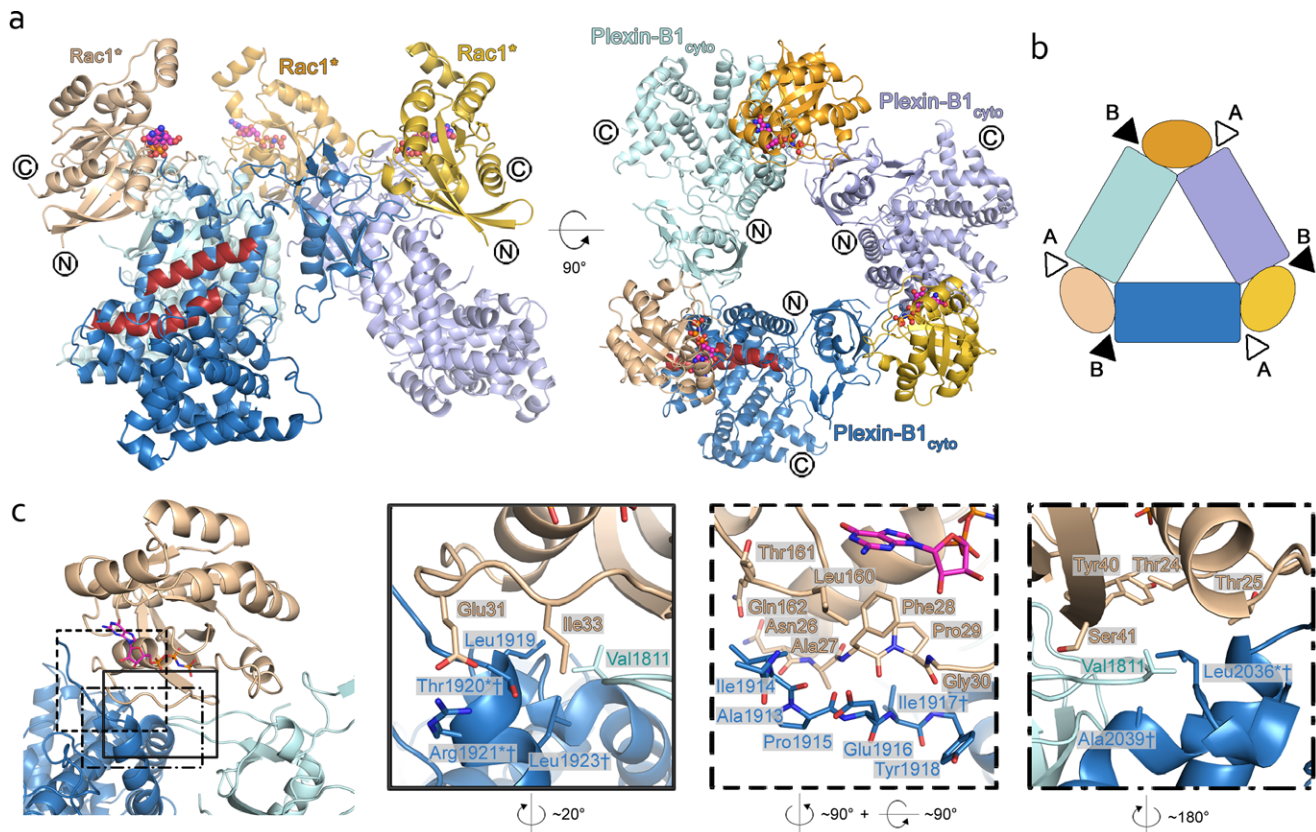 a
Rac1*
Rac1*
Rac1*
C
N
C
N
90°
Plexin-B1cyto
Plexin-B1cyto
C
C
N
N
N
Plexin-B1cyto
C
b
B
A
A
B
B
A
c
Glu31
Ile33
Leu1919
Val1811
Thr1920*†
Arg1921*†
Leu1923†
~20°
Thr161
Leu160
Gln162
Phe28
Asn26
Pro29
Ala27
Ile1914
Gly30
Ala1913
Ile1917†
Pro1915
Glu1916
Tyr1918
~90° + ~90°
Tyr40
Thr24
Thr25
Ser41
Val1811
Leu2036*†
Ala2039†
~180°